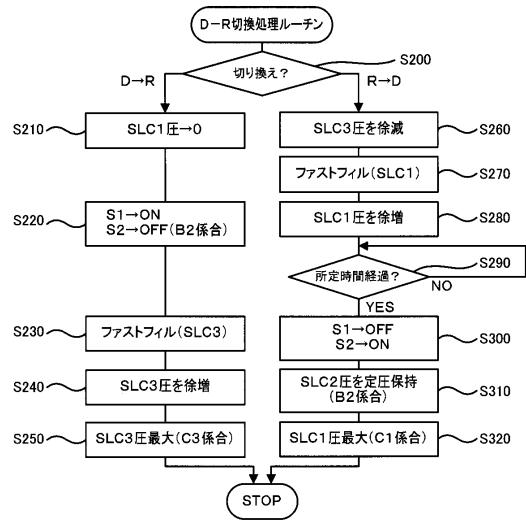 D−R切換処理ルーチン
切り換え？
S200
D→R
R→D
S210
SLC1圧→0
S220
S1→ON
S2→OFF(B2係合)
S230
ファストフィル(SLC3)
S240
SLC3圧を徐増
S250
SLC3圧最大(C3係合)
SLC3圧を徐減
S260
ファストフィル(SLC1)
S270
SLC1圧を徐増
S280
所定時間経過？
S290
NO
YES
S1→OFF
S2→ON
S300
SLC2圧を定圧保持
(B2係合)
S310
SLC1圧最大(C1係合)
S320
STOP